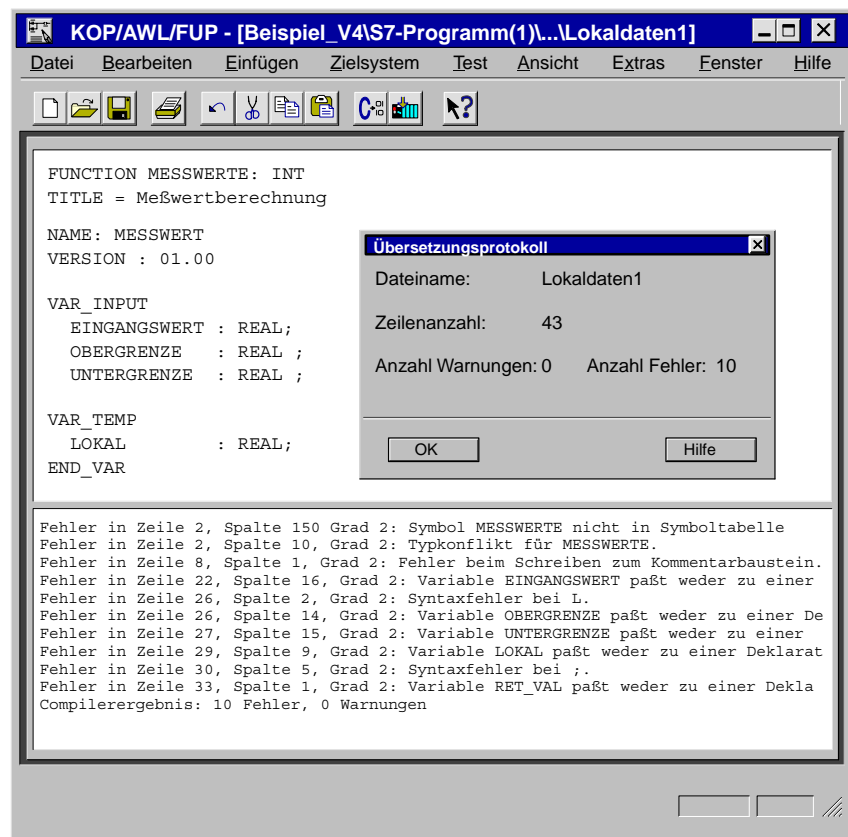 KOP/AWL/FUP - [Beispiel_V4\S7-Programm(1)\...\Lokaldaten1]
Datei Bearbeiten Einfügen Zielsystem Test Ansicht Extras Fenster Hilfe
FUNCTION MESSWERTE: INT
TITLE = Meßwertberechnung
NAME: MESSWERT
VERSION : 01.00
VAR_INPUT
EINGANGSWERT : REAL;
OBERGRENZE : REAL ;
UNTERGRENZE : REAL ;
VAR_TEMP
LOKAL : REAL;
END_VAR
Übersetzungsprotokoll
Dateiname: Lokaldaten1
Zeilenanzahl: 43
Anzahl Warnungen: 0 Anzahl Fehler: 10
OK Hilfe
Fehler in Zeile 2, Spalte 150 Grad 2: Symbol MESSWERTE nicht in Symboltabelle
Fehler in Zeile 2, Spalte 10, Grad 2: Typkonflikt für MESSWERTE.
Fehler in Zeile 8, Spalte 1, Grad 2: Fehler beim Schreiben zum Kommentarbaustein.
Fehler in Zeile 22, Spalte 16, Grad 2: Variable EINGANGSWERT paßt weder zu einer
Fehler in Zeile 26, Spalte 2, Grad 2: Syntaxfehler bei L.
Fehler in Zeile 26, Spalte 14, Grad 2: Variable OBERGRENZE paßt weder zu einer De
Fehler in Zeile 27, Spalte 15, Grad 2: Variable UNTERGRENZE paßt weder zu einer
Fehler in Zeile 29, Spalte 9, Grad 2: Variable LOKAL paßt weder zu einer Deklarat
Fehler in Zeile 30, Spalte 5, Grad 2: Syntaxfehler bei ;.
Fehler in Zeile 33, Spalte 1, Grad 2: Variable RET_VAL paßt weder zu einer Dekla
Compilerergebnis: 10 Fehler, 0 Warnungen